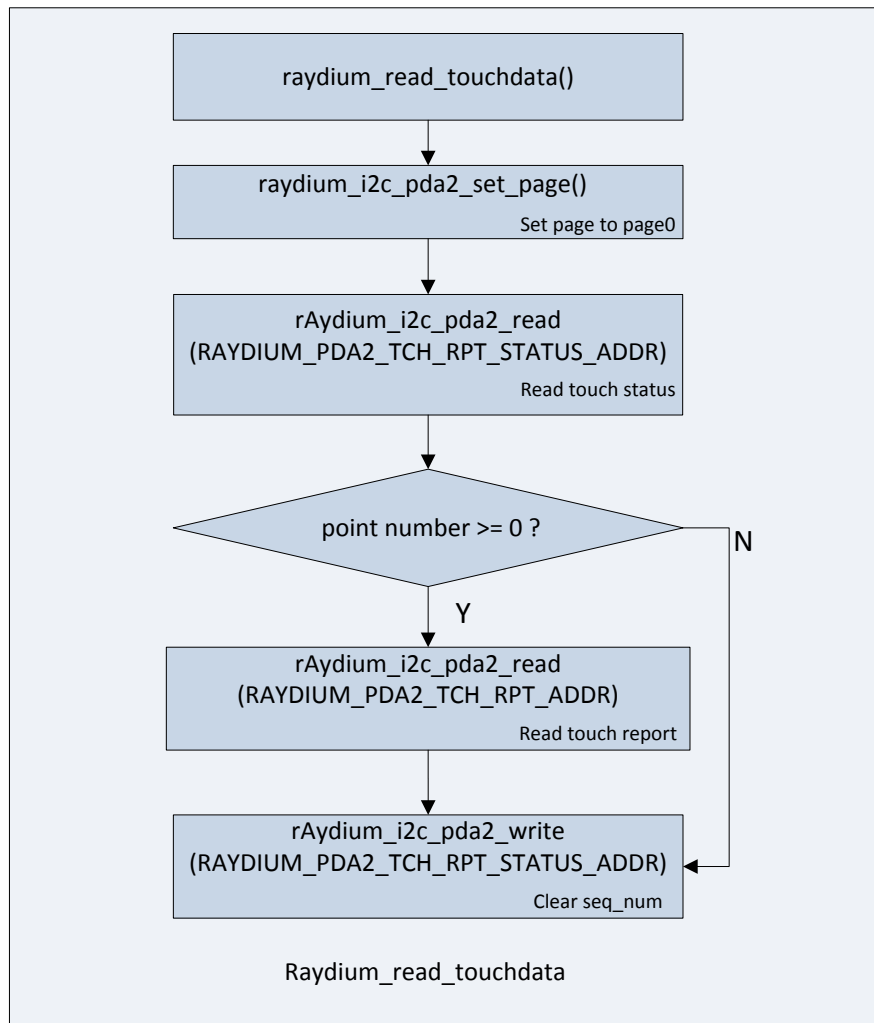 raydium_read_touchdata()
raydium_i2c_pda2_set_page()
Set page to page0
rAydium_i2c_pda2_read
(RAYDIUM_PDA2_TCH_RPT_STATUS_ADDR)
Read touch status
point number >= 0 ?
N
Y
rAydium_i2c_pda2_read
(RAYDIUM_PDA2_TCH_RPT_ADDR)
Read touch report
rAydium_i2c_pda2_write
(RAYDIUM_PDA2_TCH_RPT_STATUS_ADDR)
Clear seq_num
Raydium_read_touchdata